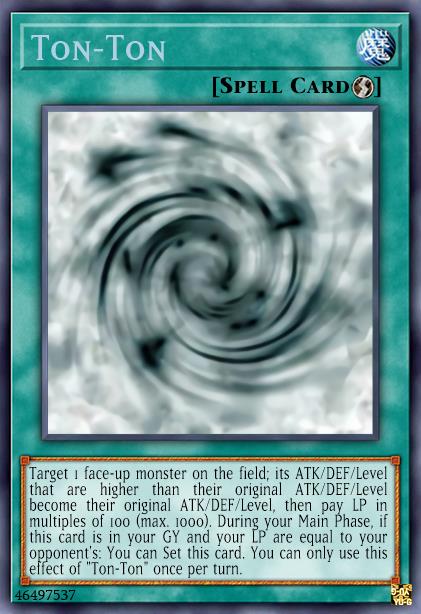 Ton-Ton
魔
[Spell Card]
Target 1 face-up monster on the field; its ATK/DEF/Level
that are higher than their original ATK/DEF/Level
become their original ATK/DEF/Level, then pay LP in
multiples of 100 (max. 1000). During your Main Phase, if
this card is in your GY and your LP are equal to your
opponent's: You can Set this card. You can only use this
effect of "Ton-Ton" once per turn.
46497537